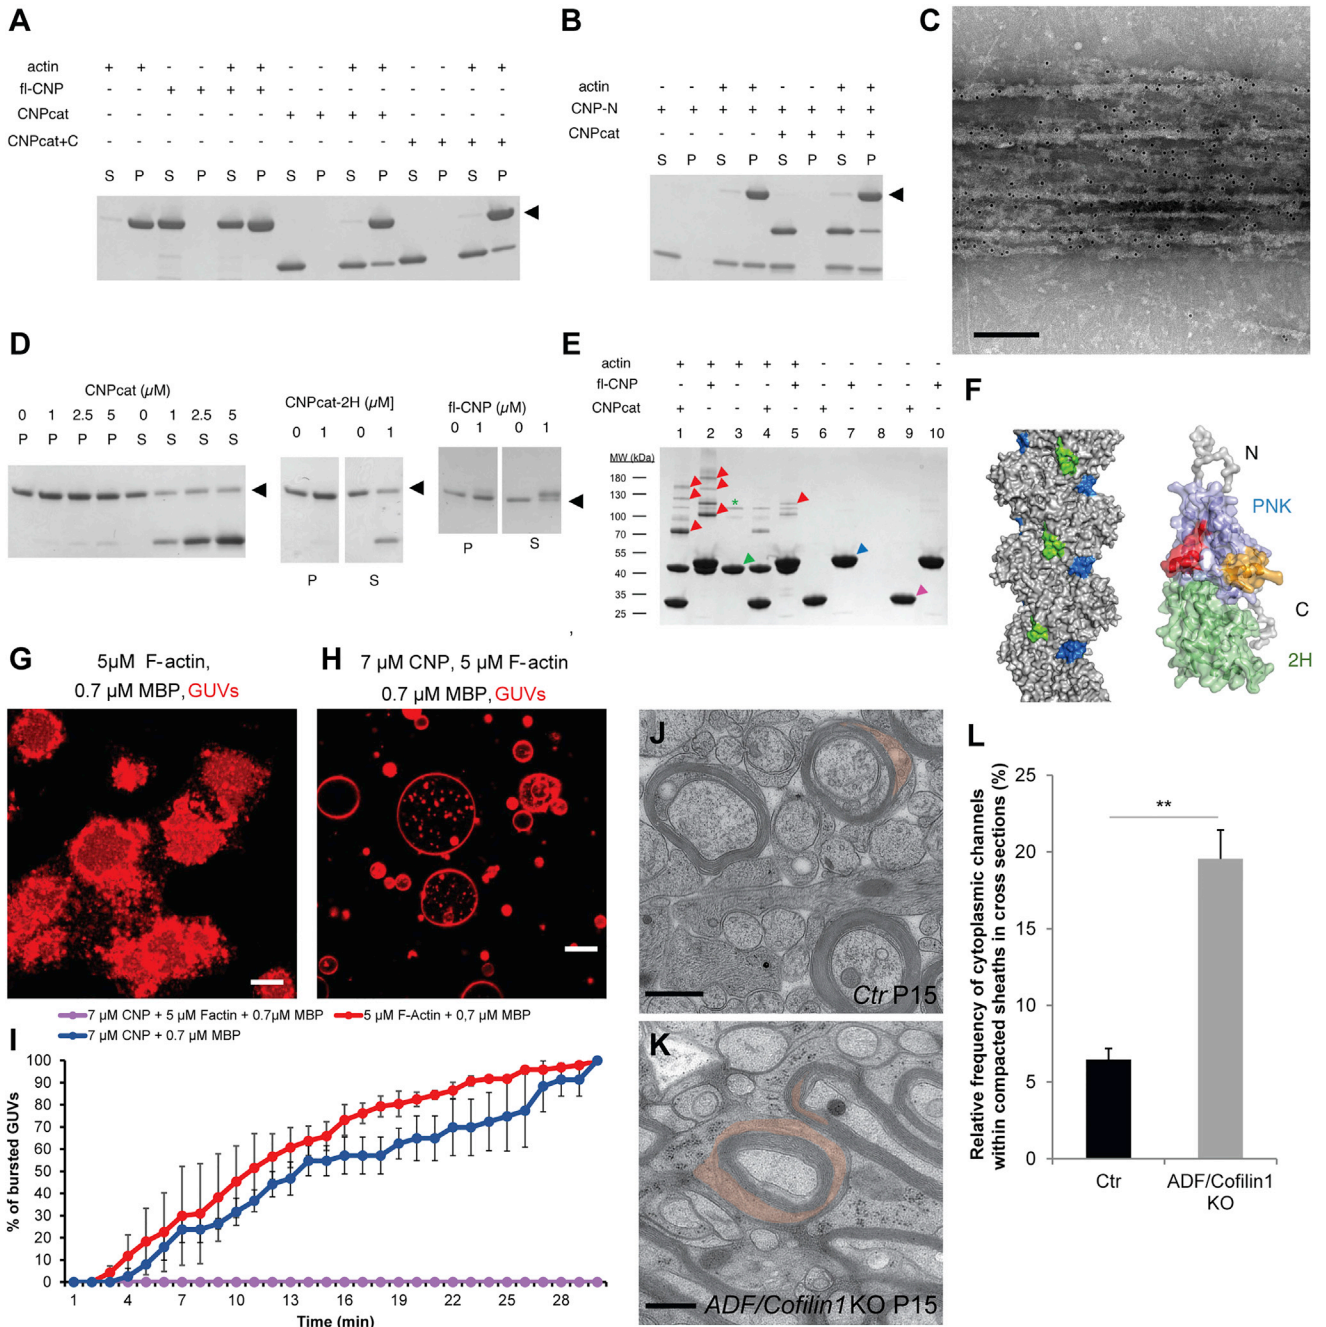 A
actin + + - - + + - - + + - - + +
fl-CNP - - + + + + - - - - - - - -
CNPcat - - - - - - + + + + - - - -
CNPcat+C - - - - - - - - - - + + + +
S P S P S P S P S P S P S P
B
actin - - + + - - + +
CNP-N + + + + + + + +
CNPcat - - - - + + + +
S P S P S P S P
C
D
CNPcat (µM)
0 1 2.5 5 0 1 2.5 5
P P P P S S S S
CNPcat-2H (µM]
0 1 0 1
P S
fl-CNP (µM)
0 1 0 1
P S
E
actin + + + + + - - - - -
fl-CNP - + - - + - + - - +
CNPcat + - - + - + - - + -
1 2 3 4 5 6 7 8 9 10
MW (kDa)
180
130
100
70
55
40
35
25
*
,
F
N
PNK
C
2H
G
5µM F-actin,
0.7 µM MBP, GUVs
H
7 µM CNP, 5 µM F-actin
0.7 µM MBP, GUVs
I
7 µM CNP + 5 µM Factin + 0.7µM MBP
5 µM F-Actin + 0,7 µM MBP
7 µM CNP + 0.7 µM MBP
% of bursted GUVs
100
90
80
70
60
50
40
30
20
10
0
1 4 7 10 13 16 19 22 25 28
Time (min)
J
Ctr P15
K
ADF/Cofilin1 KO P15
L
Relative frequency of cytoplasmic channels
within compacted sheaths in cross sections (%)
25
20
15
10
5
0
**
Ctr
ADF/Cofilin1
KO